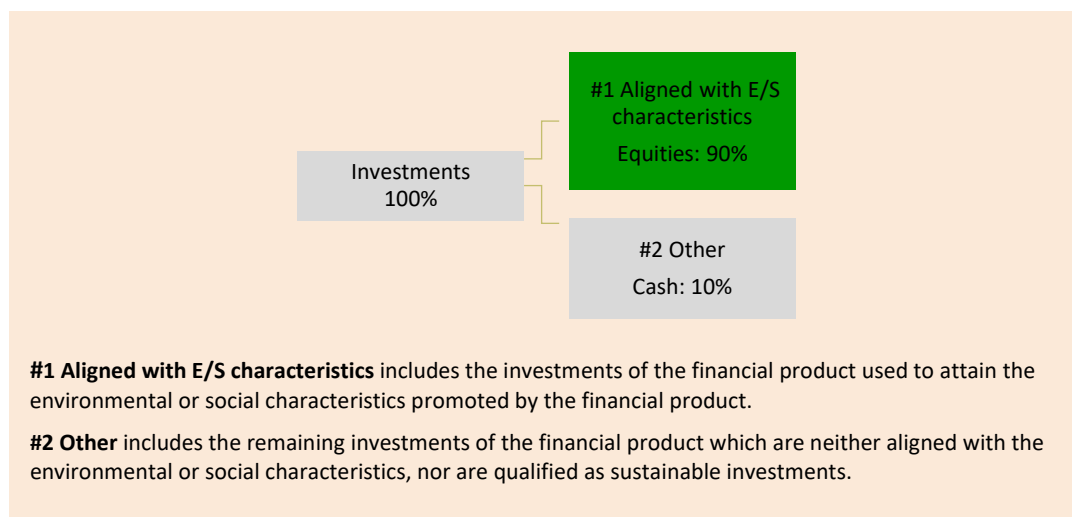 #1 Aligned with E/S
characteristics
Equities: 90%
Investments
100%
#2 Other
Cash: 10%
#1 Aligned with E/S characteristics includes the investments of the financial product used to attain the
environmental or social characteristics promoted by the financial product.
#2 Other includes the remaining investments of the financial product which are neither aligned with the
environmental or social characteristics, nor are qualified as sustainable investments.